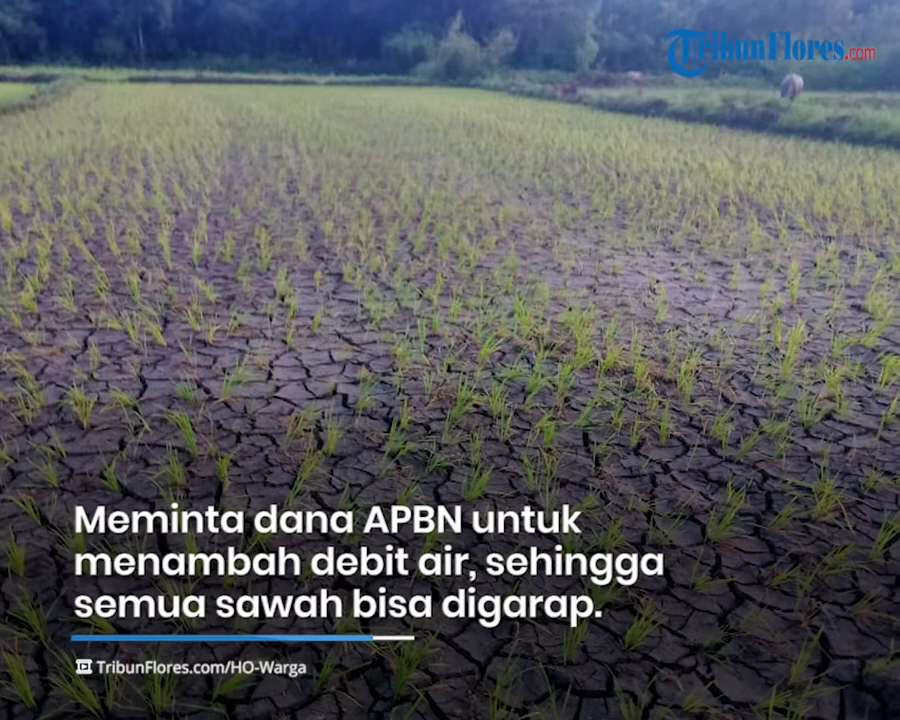 TribunFlores.com
Meminta dana APBN untuk
menambah debit air, sehingga
semua sawah bisa digarap.
TribunFlores.com/HO-Warga